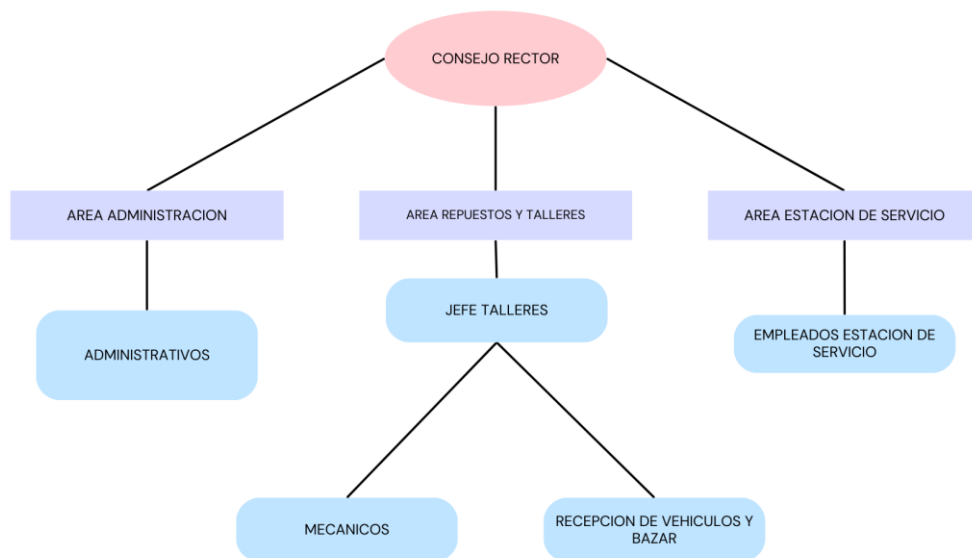 CONSEJO RECTOR
AREA ADMINISTRACION
AREA REPUESTOS Y TALLERES
AREA ESTACION DE SERVICIO
JEFE TALLERES
ADMINISTRATIVOS
EMPLEADOS ESTACION DE
SERVICIO
MECANICOS
RECEPCION DE VEHICULOS Y
BAZAR